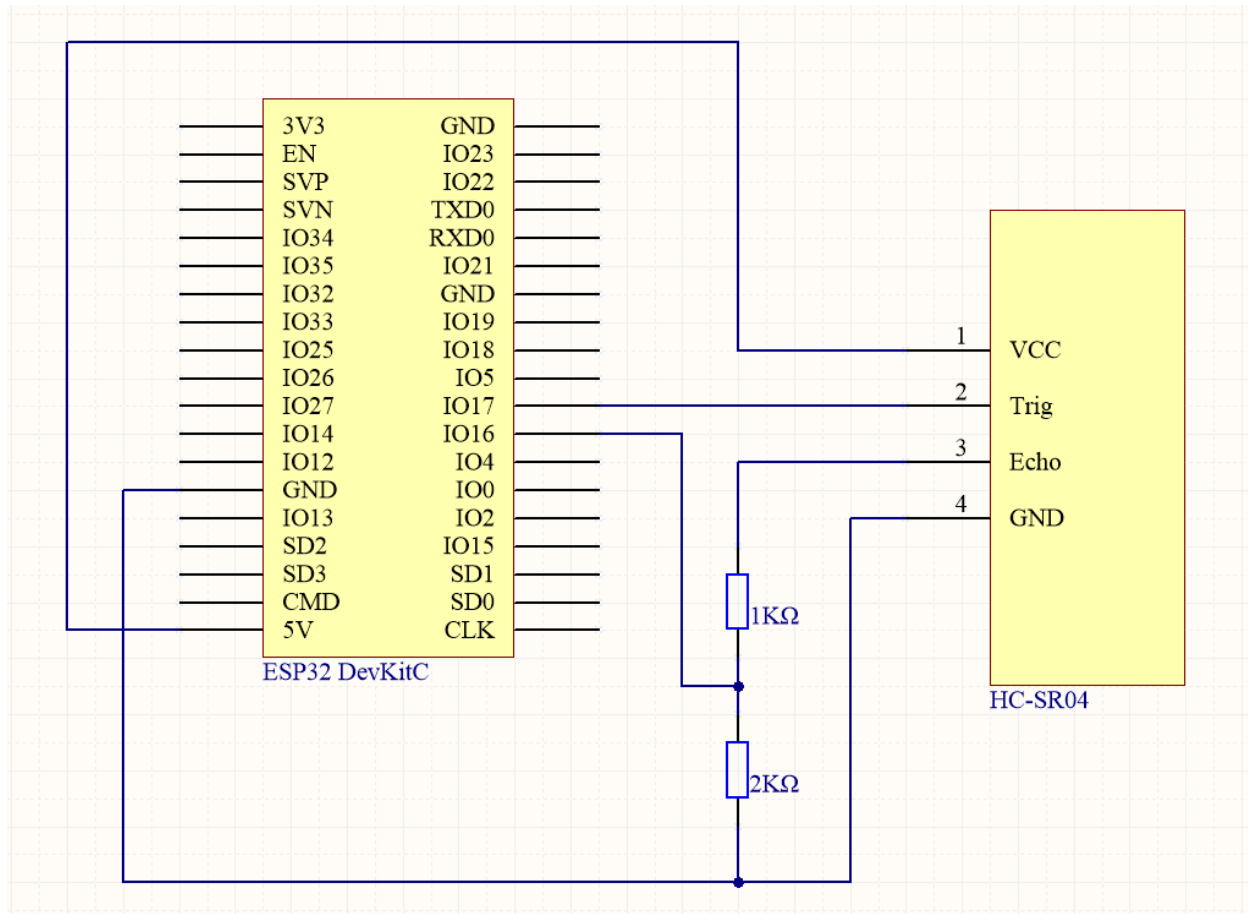 3V3 GND
EN IO23
SVP IO22
SVN TXD0
IO34 RXD0
IO35 IO21
IO32 GND
IO33 IO19
IO25 IO18
IO26 IO5
IO27 IO17
IO14 IO16
IO12 IO4
GND IO0
IO13 IO2
SD2 IO15
SD3 SD1
CMD SD0
5V CLK
ESP32 DevKitC
1 VCC
2 Trig
3 Echo
4 GND
HC-SR04
1KΩ
2KΩ